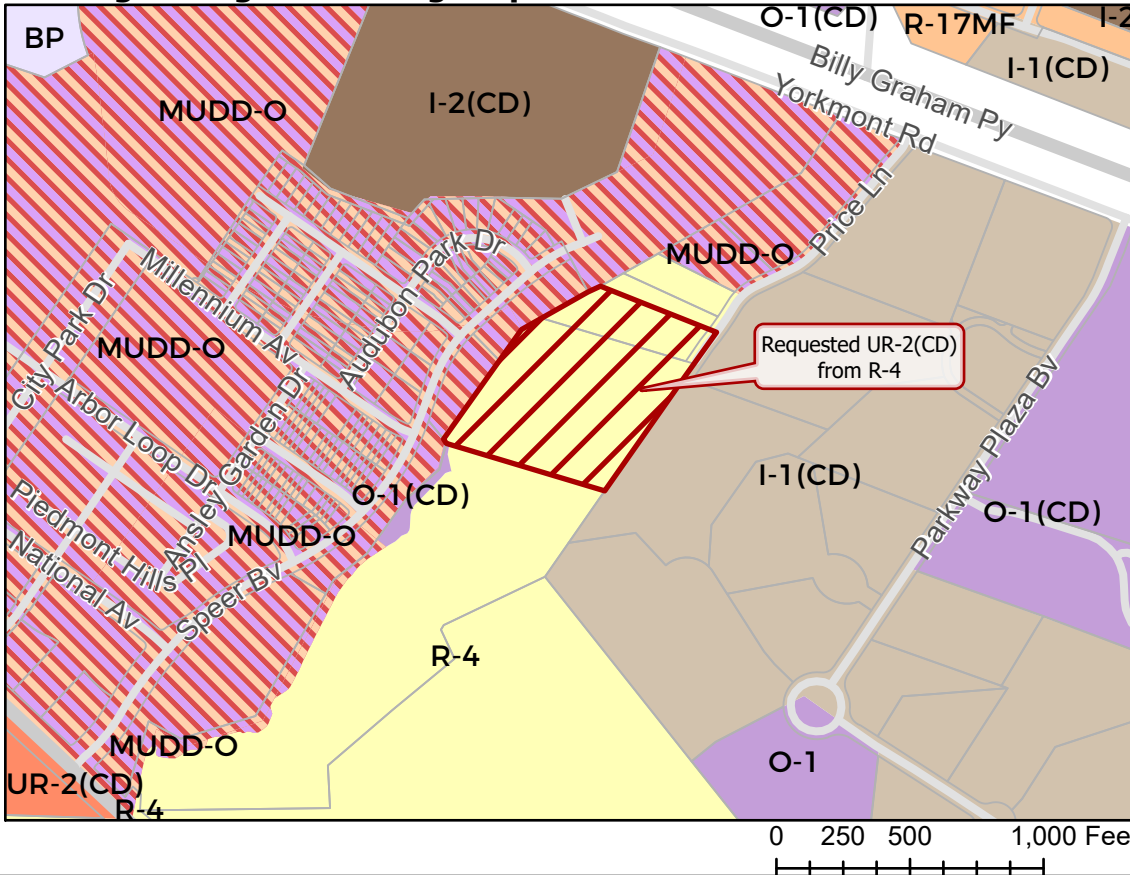 BP
O-1(CD)
R-17MF
I-2
I-1(CD)
MUDD-O
I-2(CD)
Billy Graham Py
Yorkmont Rd
Price Ln
MUDD-O
Audubon Park Dr
Millennium Av
City Park Dr
MUDD-O
Requested UR-2(CD)
from R-4
Arbor Loop Dr
Ansley Garden Dr
Parkway Plaza Bv
I-1(CD)
O-1(CD)
O-1(CD)
MUDD-O
Piedmont Hills Pl
National Av
Speer Bv
R-4
MUDD-O
O-1
UR-2(CD)
R-4
0 250 500 1,000 Fee